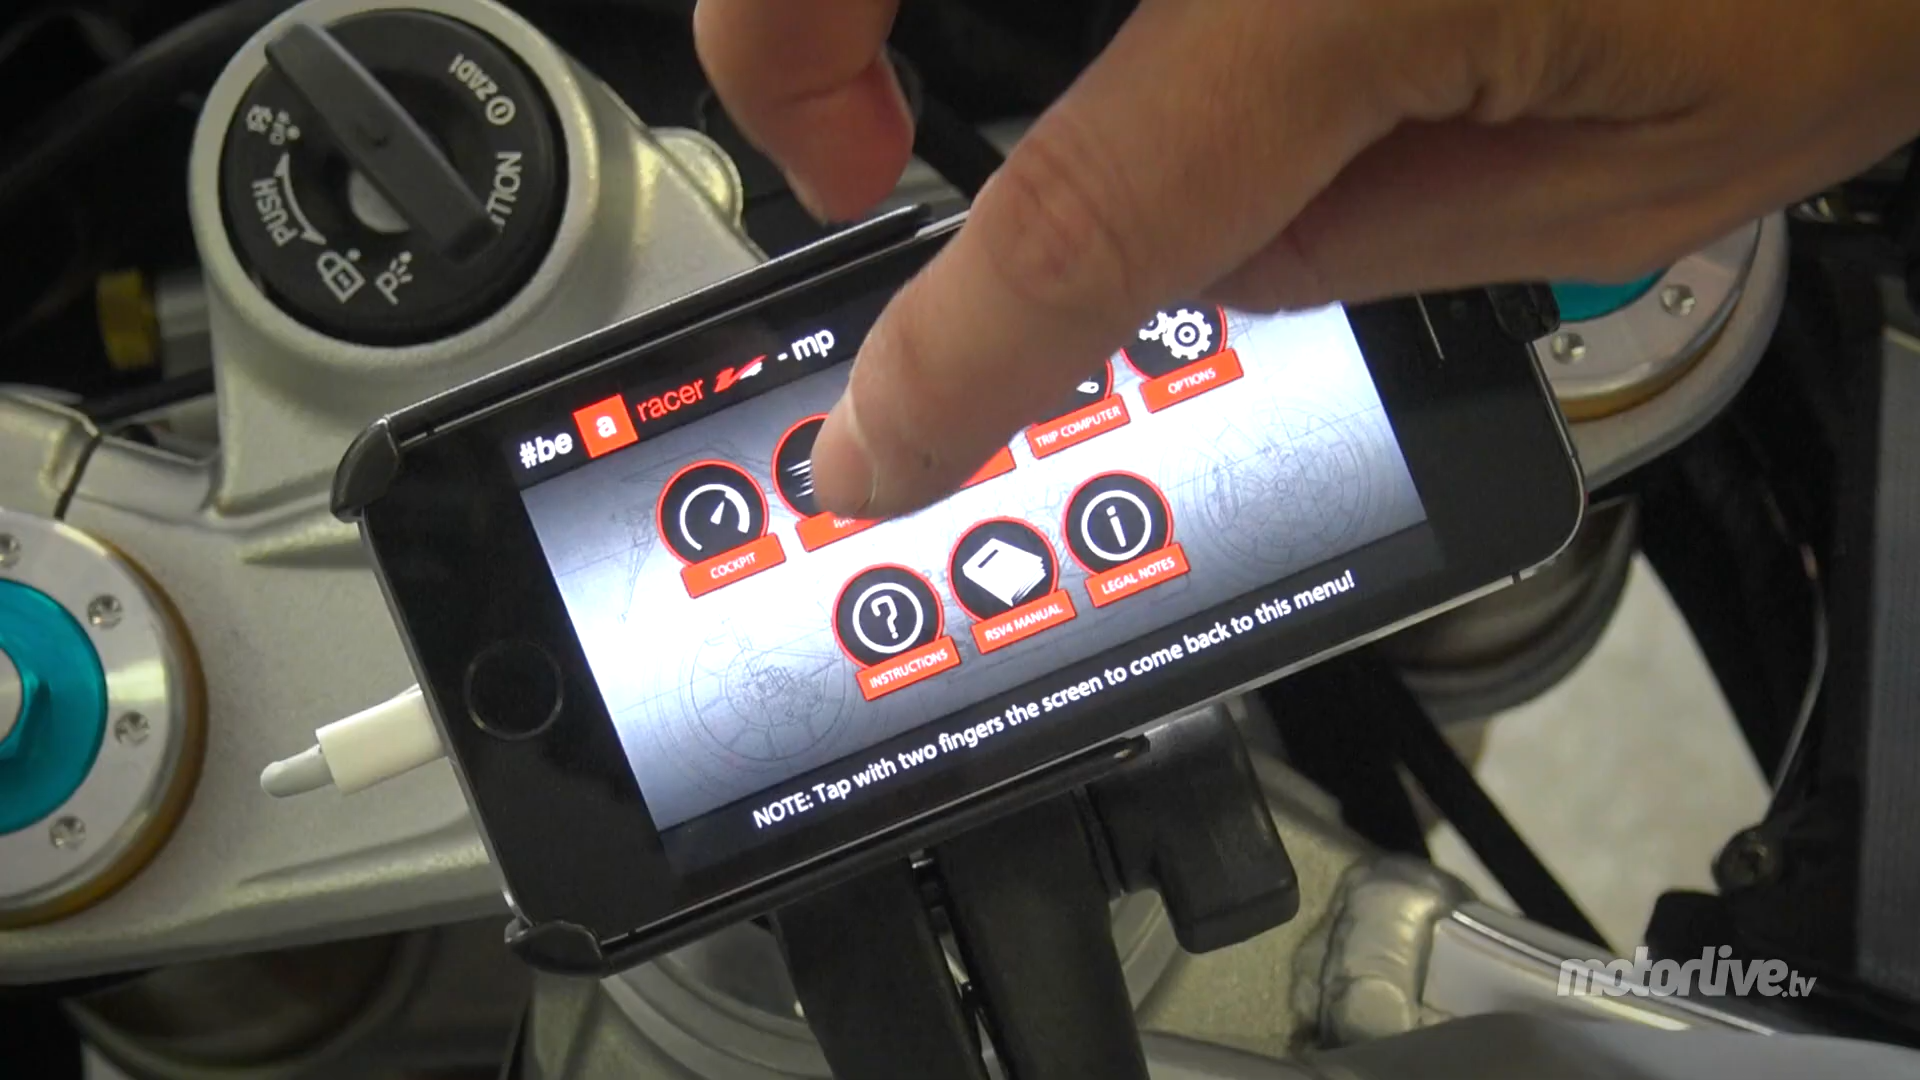 ZADI
PUSH
P
#be a racer - mp
OPTIONS
TRIP COMPUTER
COCKPIT
LEGAL NOTES
RSV4 MANUAL
INSTRUCTIONS
NOTE: Tap with two fingers the screen to come back to this menu!
motorlive.tv